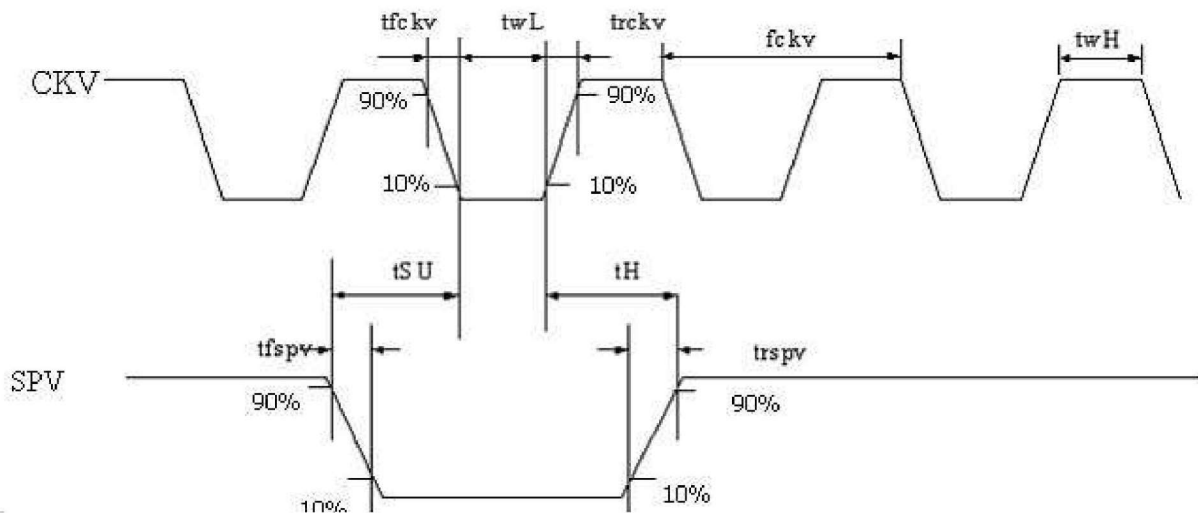 tfckv twL trckv fckv twH
CKV
90% 90%
10% 10%
tSU tH
tfspv trspv
SPV
90% 90%
10% 10%